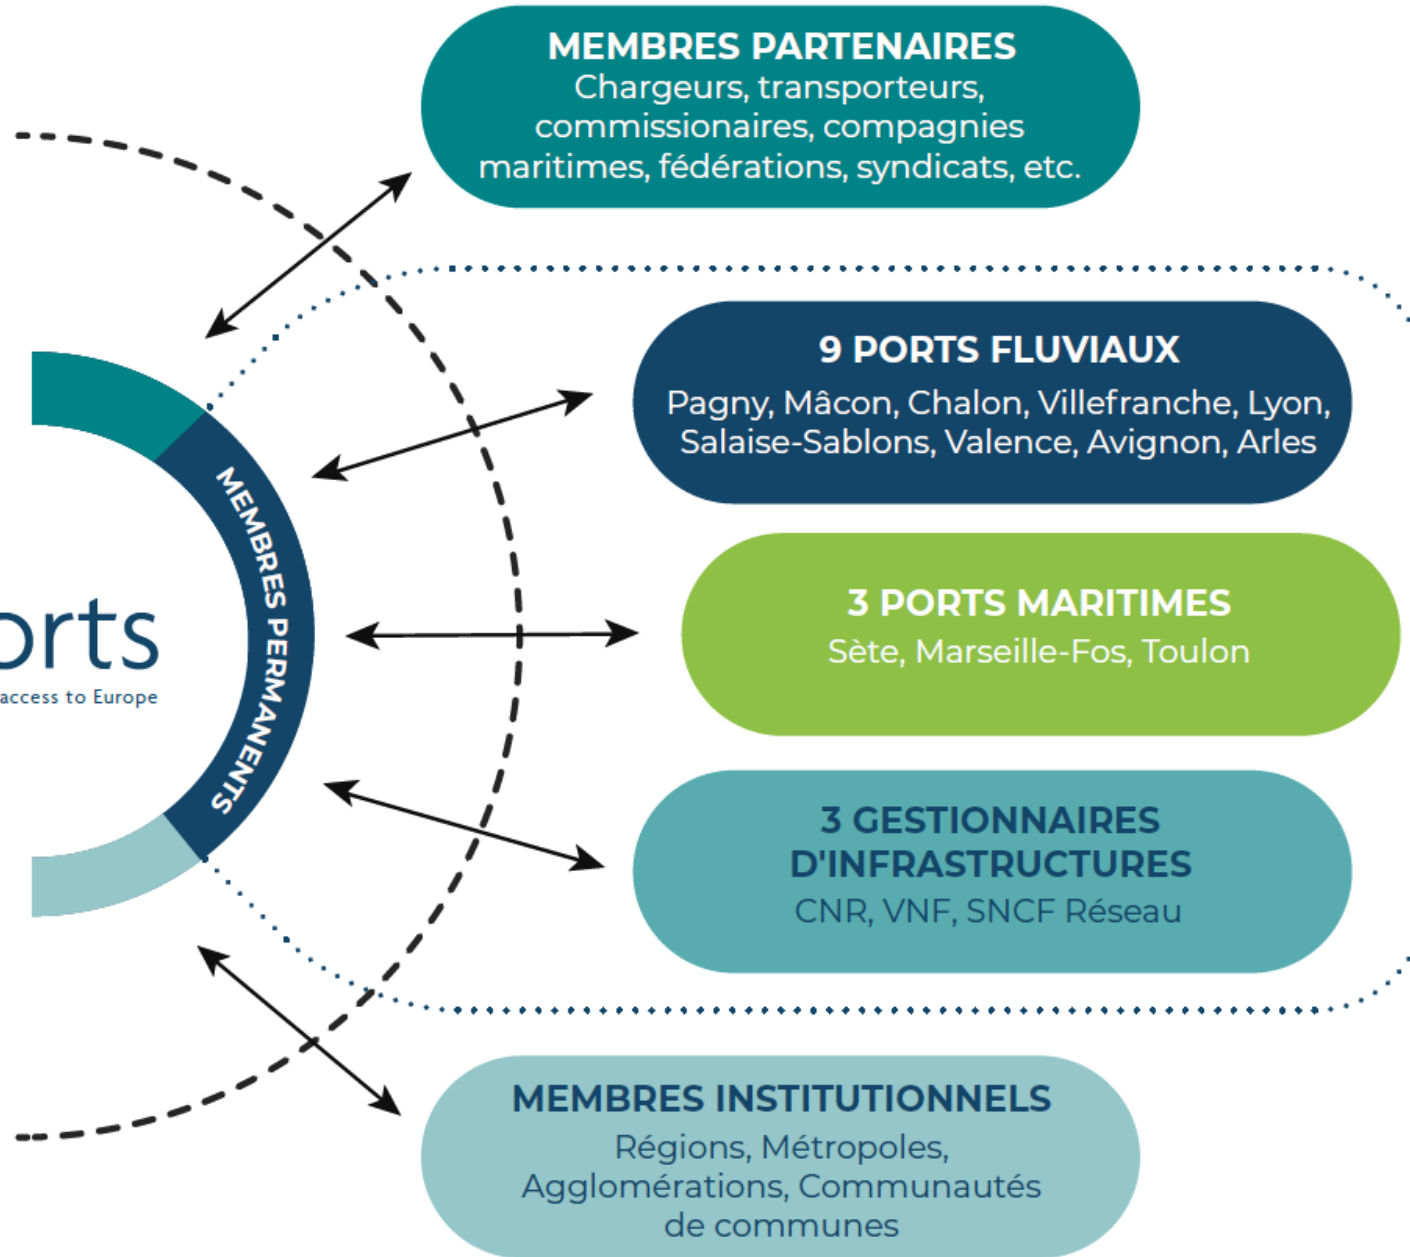 MEMBRES PARTENAIRES
Chargeurs, transporteurs,
commissionaires, compagnies
maritimes, fédérations, syndicats, etc.
9 PORTS FLUVIAUX
Pagny, Mâcon, Chalon, Villefranche, Lyon,
Salaise-Sablons, Valence, Avignon, Arles
MEMBRES PERMANENTS
orts
access to Europe
3 PORTS MARITIMES
Sète, Marseille-Fos, Toulon
3 GESTIONNAIRES
D'INFRASTRUCTURES
CNR, VNF, SNCF Réseau
MEMBRES INSTITUTIONNELS
Régions, Métropoles,
Agglomérations, Communautés
de communes